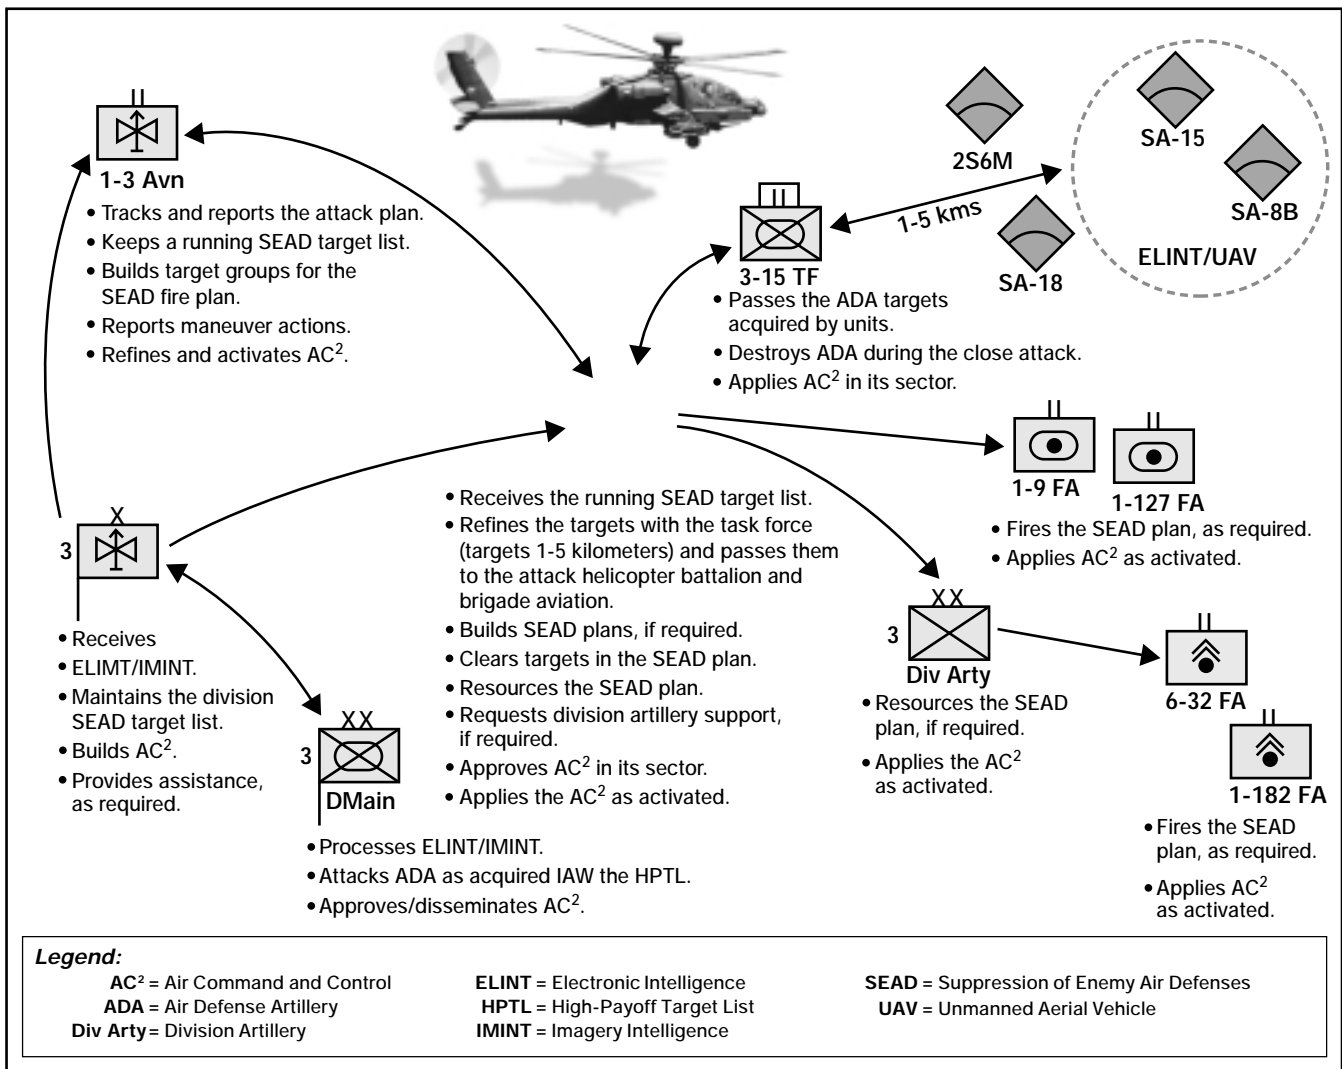 1-3 Avn
• Tracks and reports the attack plan.
• Keeps a running SEAD target list.
• Builds target groups for the
SEAD fire plan.
• Reports maneuver actions.
• Refines and activates AC².
2S6M
SA-15
SA-8B
SA-18
ELINT/UAV
1-5 kms
3-15 TF
• Passes the ADA targets
acquired by units.
• Destroys ADA during the close attack.
• Applies AC² in its sector.
1-9 FA
1-127 FA
• Fires the SEAD plan, as required.
• Applies AC² as activated.
X
3
• Receives
• ELIMT/IMINT.
• Maintains the division
SEAD target list.
• Builds AC².
• Provides assistance,
as required.
XX
3
DMain
• Processes ELINT/IMINT.
• Attacks ADA as acquired IAW the HPTL.
• Approves/disseminates AC².
• Receives the running SEAD target list.
• Refines the targets with the task force
(targets 1-5 kilometers) and passes them
to the attack helicopter battalion and
brigade aviation.
• Builds SEAD plans, if required.
• Clears targets in the SEAD plan.
• Resources the SEAD plan.
• Requests division artillery support,
if required.
• Approves AC² in its sector.
• Applies the AC² as activated.
XX
3
Div Arty
• Resources the SEAD
plan, if required.
• Applies the AC²
as activated.
6-32 FA
1-182 FA
• Fires the SEAD
plan, as required.
• Applies AC²
as activated.
Legend:
AC² = Air Command and Control
ADA = Air Defense Artillery
Div Arty = Division Artillery
ELINT = Electronic Intelligence
HPTL = High-Payoff Target List
IMINT = Imagery Intelligence
SEAD = Suppression of Enemy Air Defenses
UAV = Unmanned Aerial Vehicle